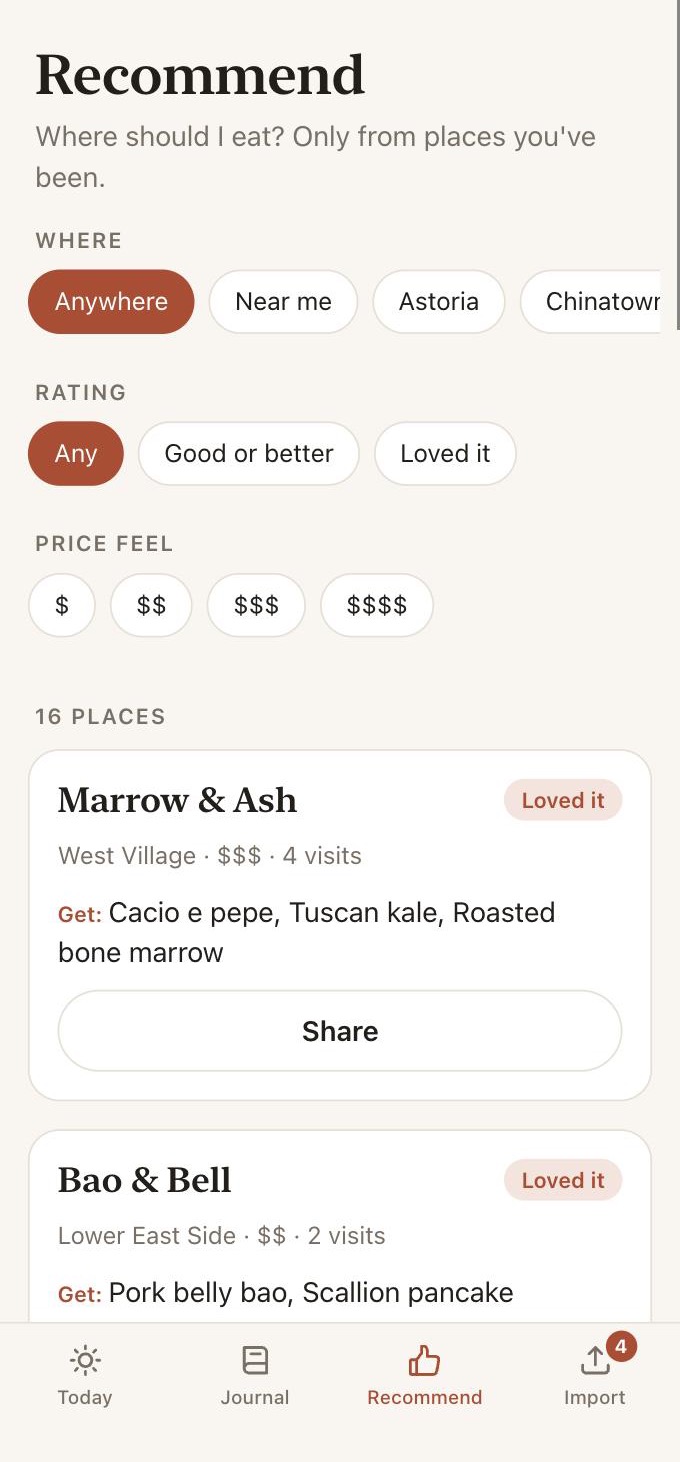 Recommend
Where should I eat? Only from places you've
been.
WHERE
Anywhere
Near me
Astoria
Chinatown
RATING
Any
Good or better
Loved it
PRICE FEEL
$
$$
$$$
$$$$
16 PLACES
Marrow & Ash
Loved it
West Village · $$$ · 4 visits
Get: Cacio e pepe, Tuscan kale, Roasted
bone marrow
Share
Bao & Bell
Loved it
Lower East Side · $$ · 2 visits
Get: Pork belly bao, Scallion pancake
4
Today
Journal
Recommend
Import